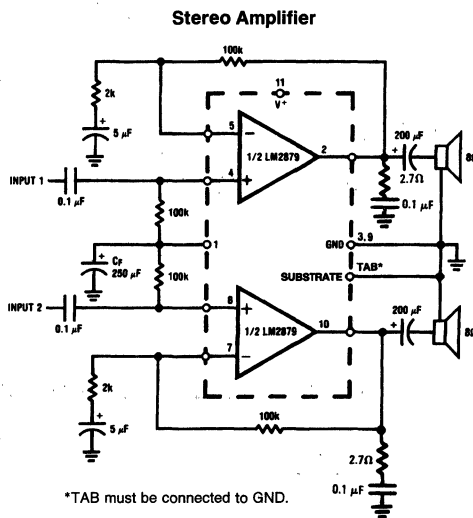 Stereo Amplifier
100k
11
V+
2k
+
5 μF
5
−
1/2 LM2879
2
200 μF
+
8Ω
INPUT 1
0.1 μF
4
+
2.7Ω
0.1 μF
100k
1
GND
3, 9
+
CF
250 μF
100k
SUBSTRATE
TAB*
INPUT 2
0.1 μF
8
+
1/2 LM2879
10
200 μF
+
8Ω
7
−
2k
+
5 μF
100k
2.7Ω
0.1 μF
*TAB must be connected to GND.